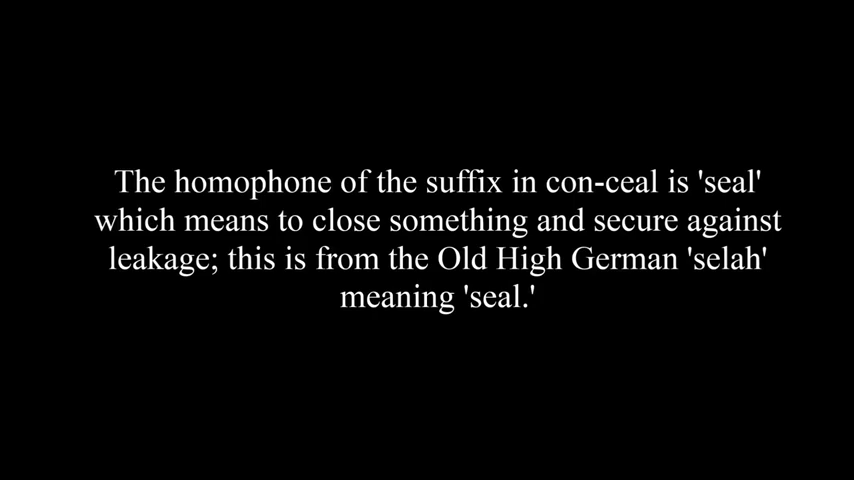 The homophone of the suffix in con-ceal is 'seal'
which means to close something and secure against
leakage; this is from the Old High German 'selah'
meaning 'seal.'